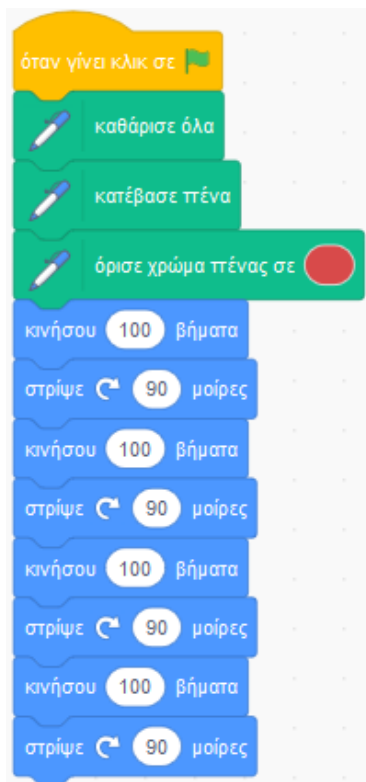 όταν γίνει κλικ σε
καθάρισε όλα
κατέβασε πένα
όρισε χρώμα πένας σε
κινήσου 100 βήματα
στρίψε 90 μοίρες
κινήσου 100 βήματα
στρίψε 90 μοίρες
κινήσου 100 βήματα
στρίψε 90 μοίρες
κινήσου 100 βήματα
στρίψε 90 μοίρες